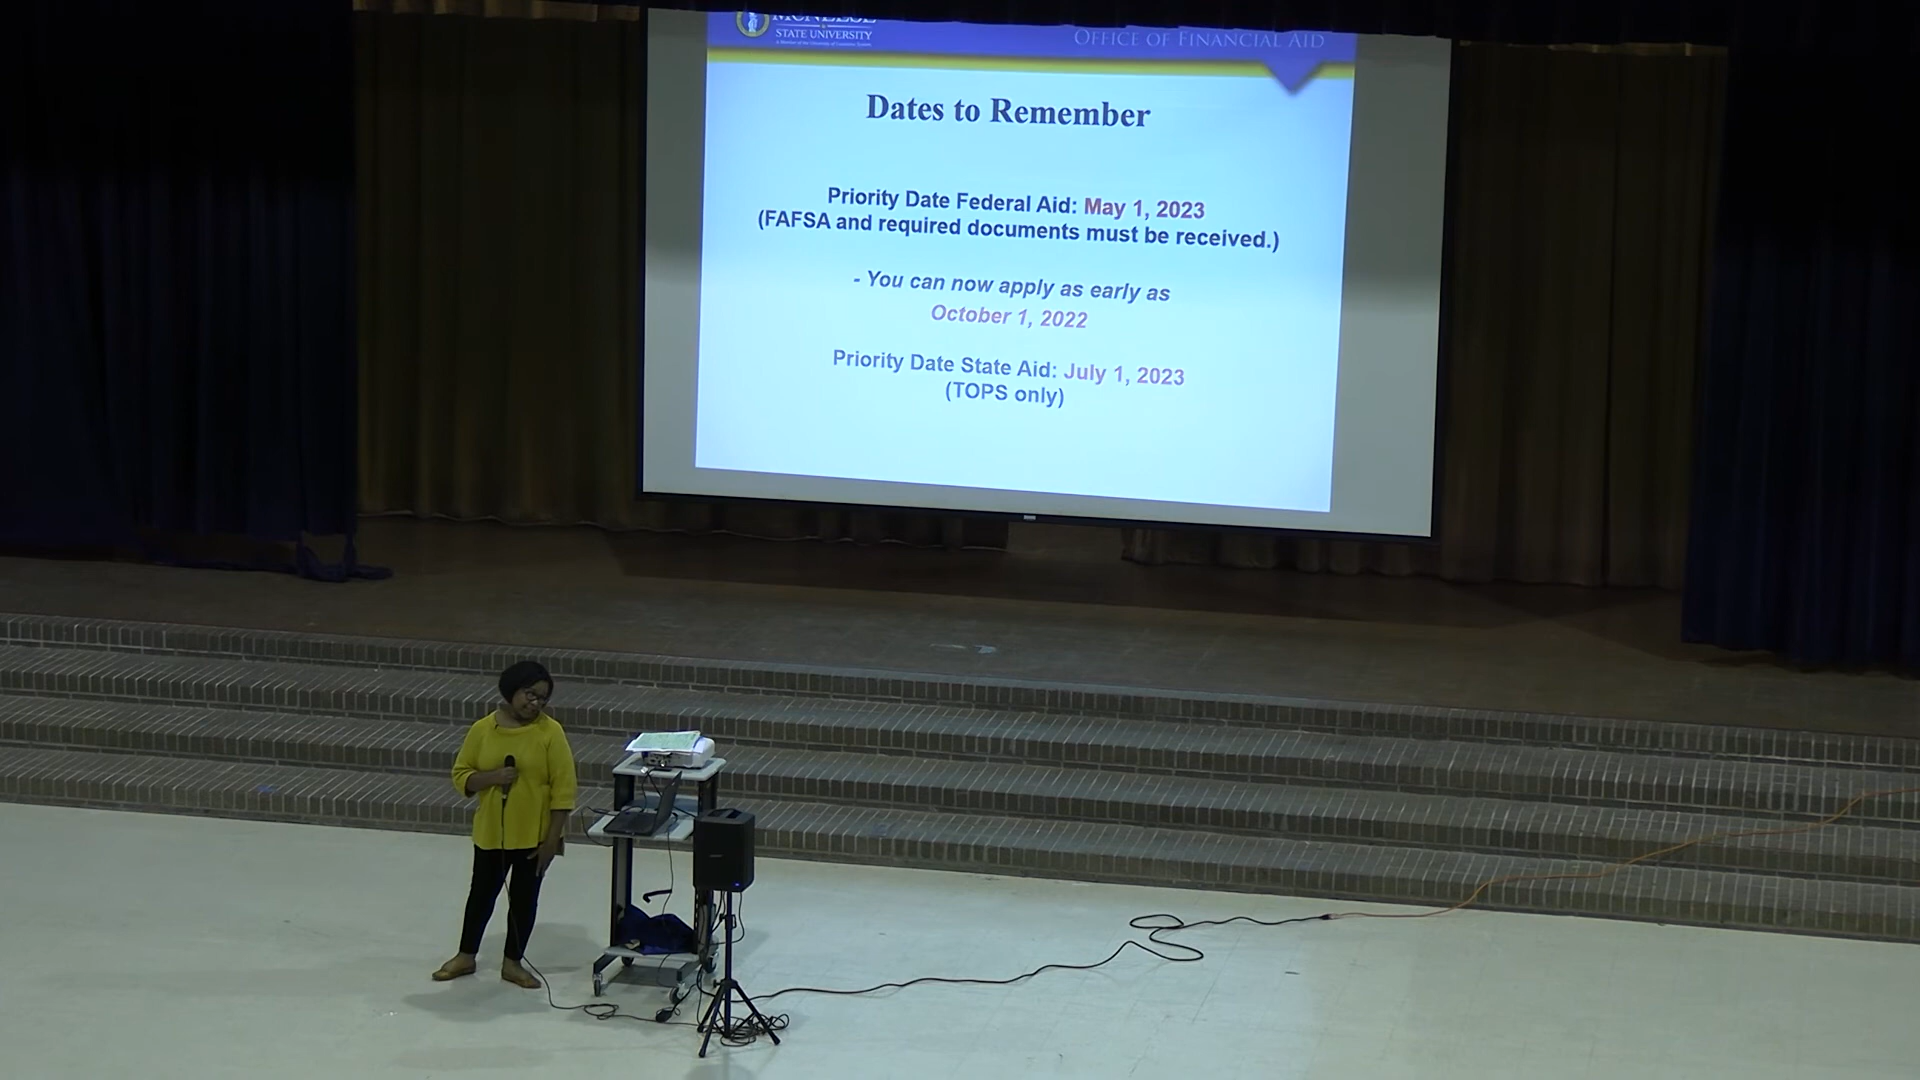 MCNEESE
STATE UNIVERSITY
OFFICE OF FINANCIAL AID
Dates to Remember
Priority Date Federal Aid: May 1, 2023
(FAFSA and required documents must be received.)
- You can now apply as early as
October 1, 2022
Priority Date State Aid: July 1, 2023
(TOPS only)